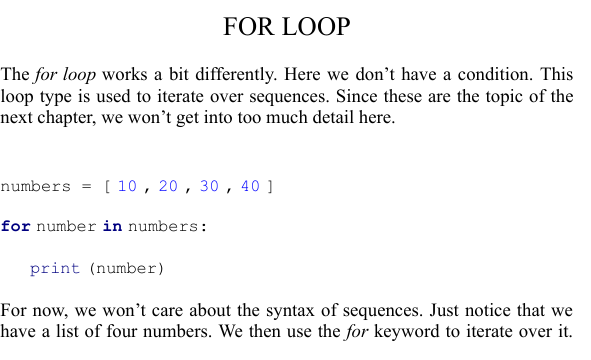 FOR LOOP
The for loop works a bit differently. Here we don’t have a condition. This
loop type is used to iterate over sequences. Since these are the topic of the
next chapter, we won’t get into too much detail here.
numbers = [ 10 , 20 , 30 , 40 ]
for number in numbers:
print (number)
For now, we won’t care about the syntax of sequences. Just notice that we
have a list of four numbers. We then use the for keyword to iterate over it.